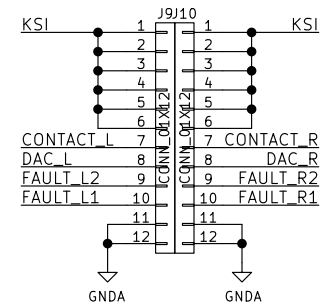 J9 J10
KSI 1 1 KSI
2 2
3 3
4 4
5 5
6 6
CONTACT_L 7 7 CONTACT_R
DAC_L 8 8 DAC_R
FAULT_L2 9 9 FAULT_R2
FAULT_L1 10 10 FAULT_R1
11 11
12 12
CONN_01X12 CONN_01X12
GNDA GNDA